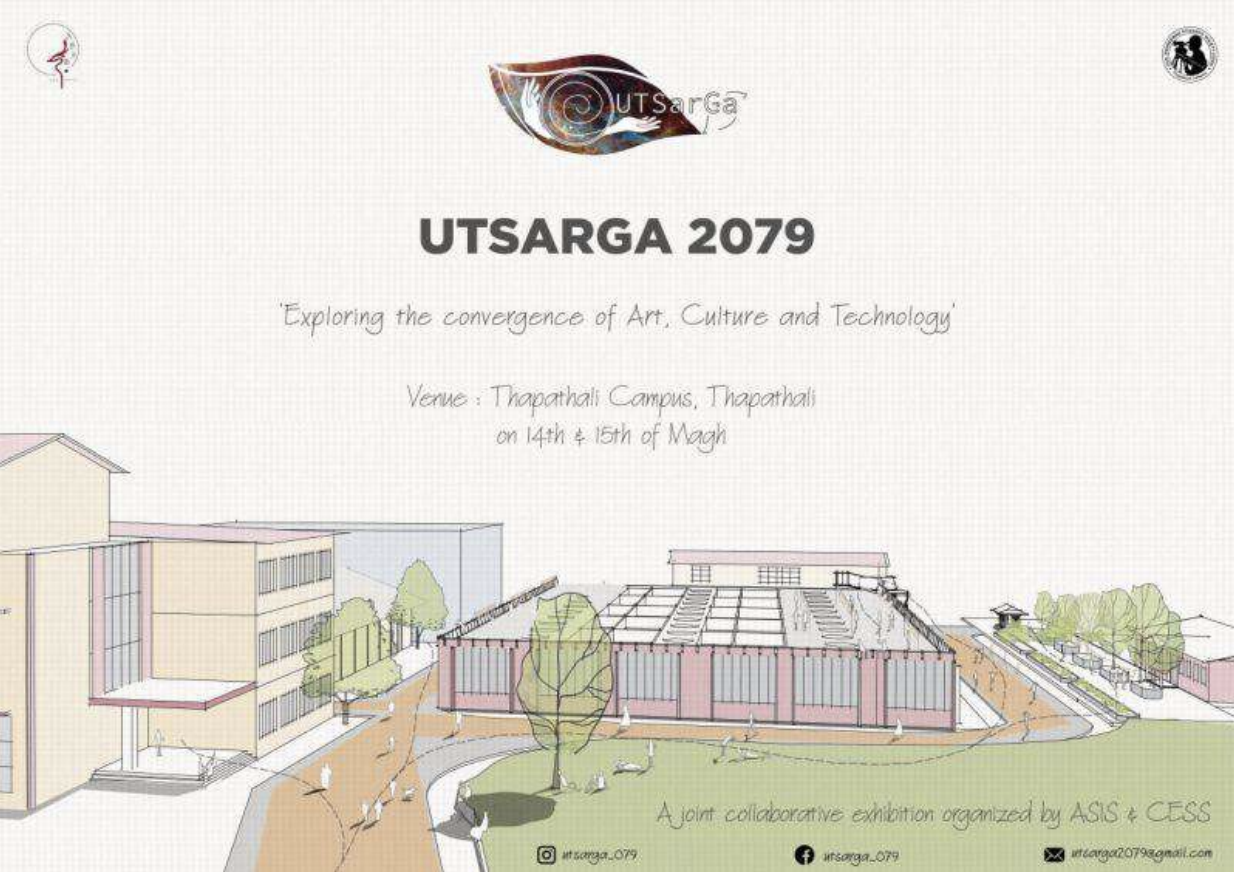 UTSarGa
UTSARGA 2079
'Exploring the convergence of Art, Culture and Technology'
Venue : Thapathali Campus, Thapathali
on 14th & 15th of Magh
A joint collaborative exhibition organized by ASIS & CESS
utsarga_079
utsarga_079
utsarga2079@gmail.com